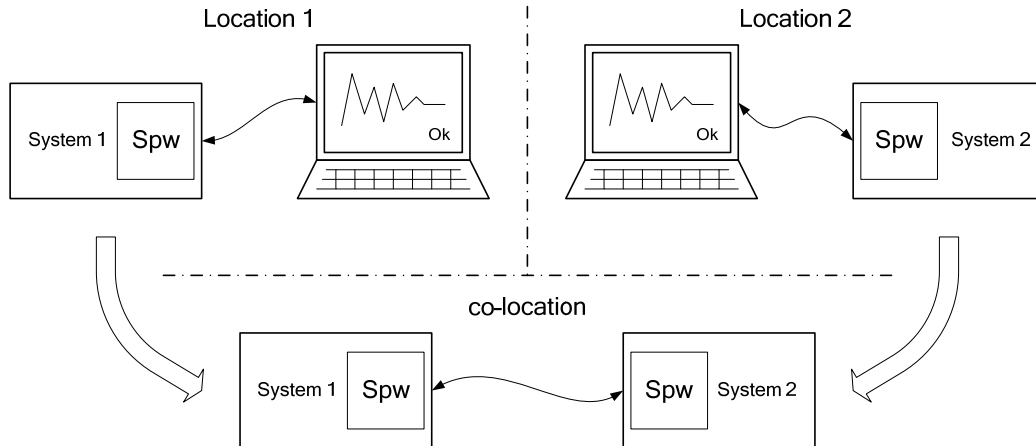 Location 1
Location 2
System 1
Spw
Ok
Ok
Spw
System 2
co-location
System 1
Spw
Spw
System 2